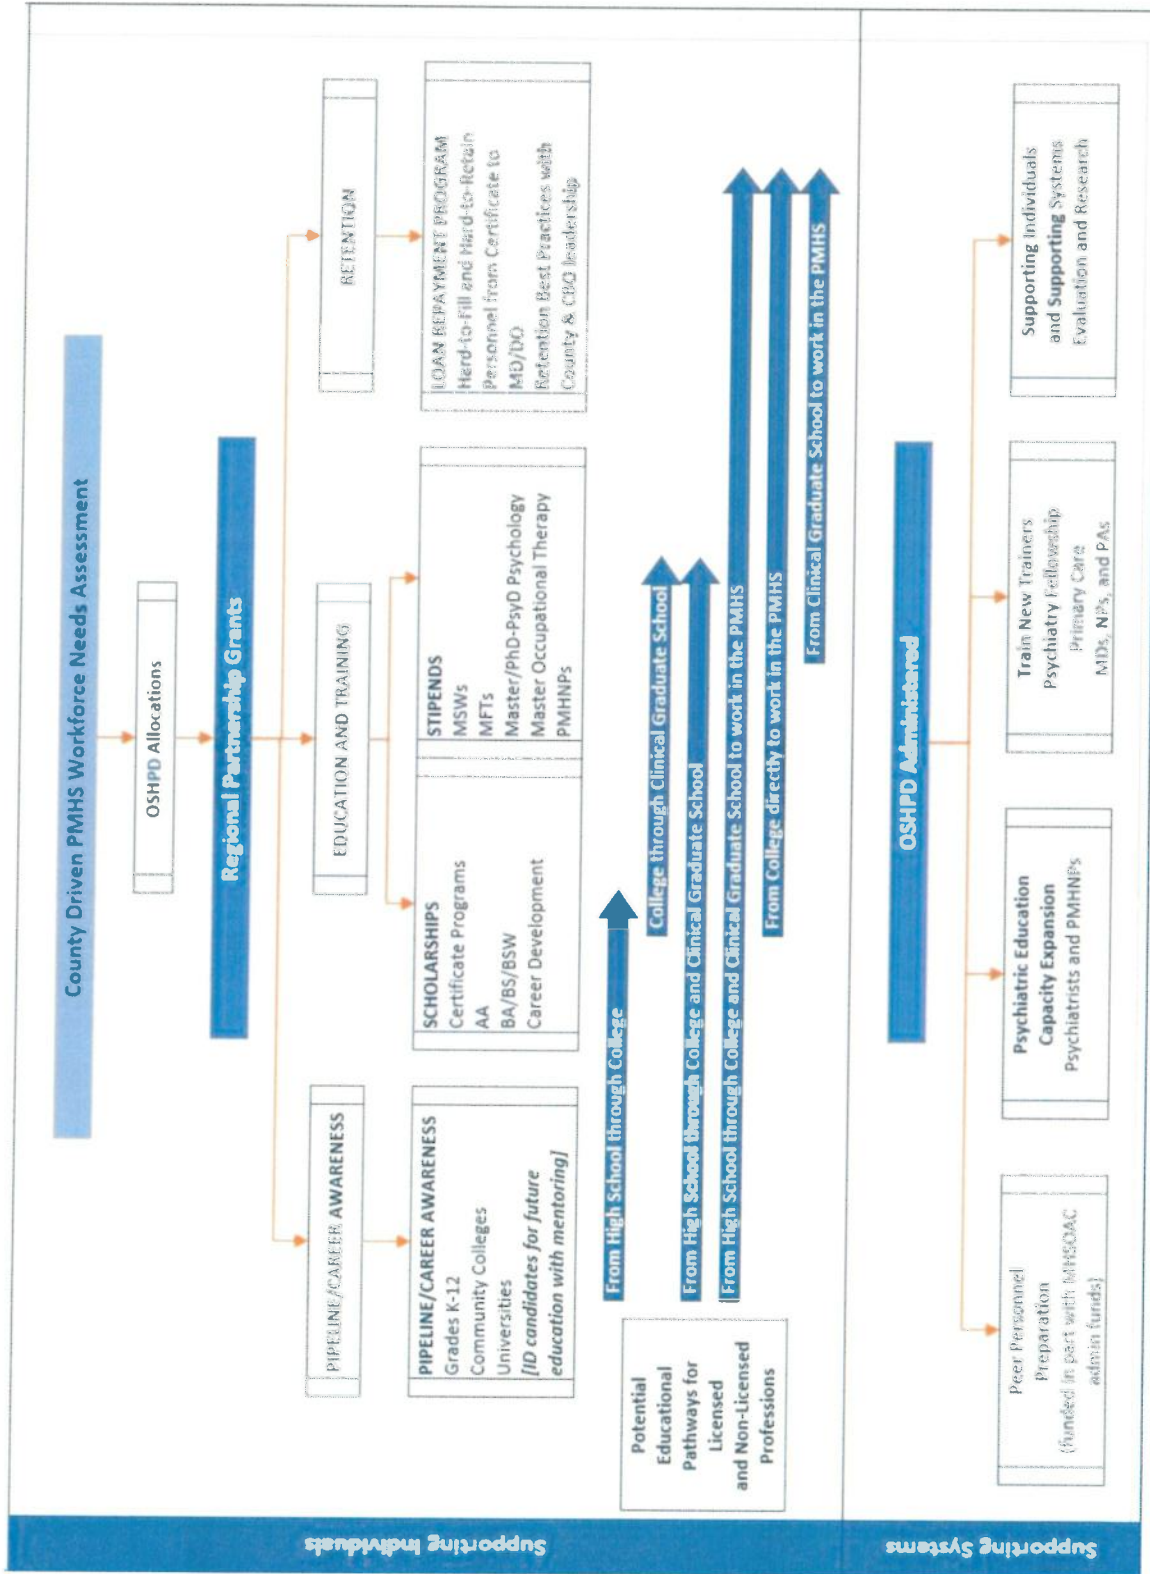 County Driven PMHS Workforce Needs Assessment
OSHPD Allocations
Regional Partnership Grants
PIPELINE/CAREER AWARENESS
EDUCATION AND TRAINING
RETENTION
PIPELINE/CAREER AWARENESS
Grades K-12
Community Colleges
Universities
[ID candidates for future
education with mentoring]
SCHOLARSHIPS
Certificate Programs
AA
BA/BS/BSW
Career Development
STIPENDS
MSWs
MFTs
Master/PhD-PsyD Psychology
Master Occupational Therapy
PMHNPs
LOAN REPAYMENT PROGRAM
Hard-to-Fill and Hard-to-Retain
Personnel from Certificate to
MD/DO
Retention Best Practices with
County & CBO leadership
Supporting Individuals
Potential
Educational
Pathways for
Licensed
and Non-Licensed
Professions
From High School through College
College through Clinical Graduate School
From High School through College and Clinical Graduate School
From High School through College and Clinical Graduate School to work in the PMHS
From College directly to work in the PMHS
From Clinical Graduate School to work in the PMHS
Supporting Systems
OSHPD Administered
Peer Personnel
Preparation
(funded in part with MHSOAC
admin funds)
Psychiatric Education
Capacity Expansion
Psychiatrists and PMHNPs
Train New Trainers
Psychiatry Fellowship
Primary Care
MDs, NPs, and PAs
Supporting Individuals
and Supporting Systems
Evaluation and Research